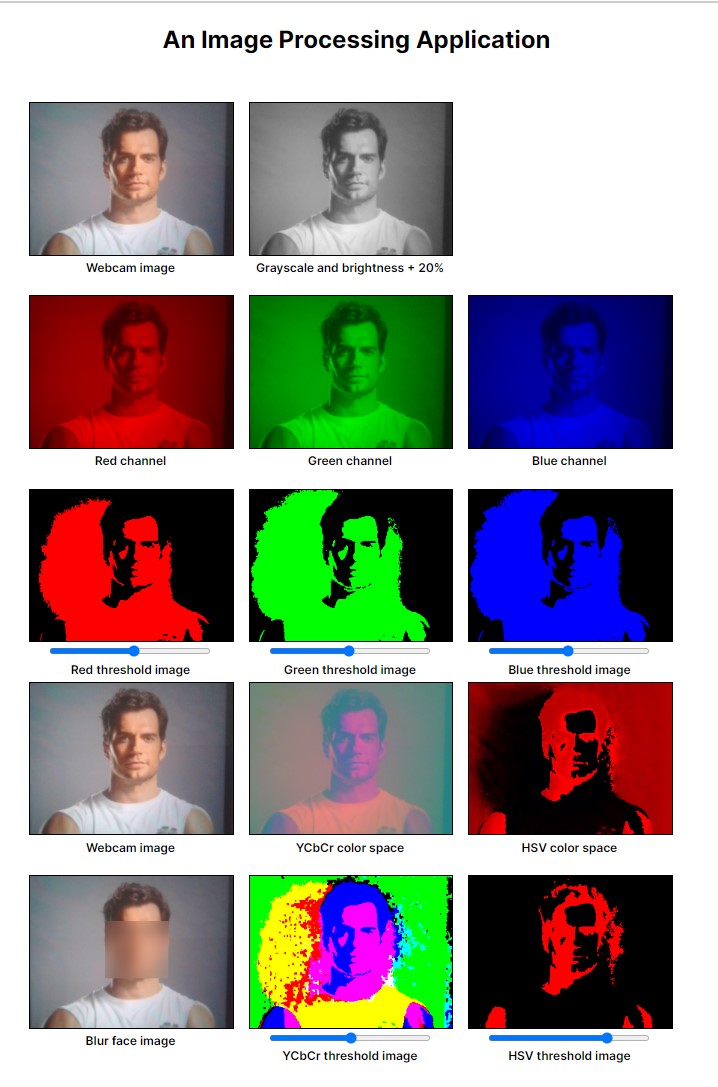 An Image Processing Application
Webcam image
Grayscale and brightness + 20%
Red channel
Green channel
Blue channel
Red threshold image
Green threshold image
Blue threshold image
Webcam image
YCbCr color space
HSV color space
Blur face image
YCbCr threshold image
HSV threshold image